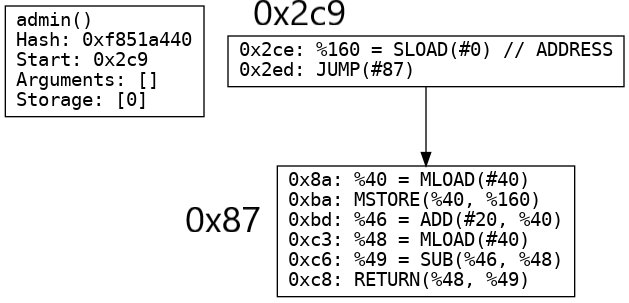 admin()
Hash: 0xf851a440
Start: 0x2c9
Arguments: []
Storage: [0]
0x2c9
0x2ce: %160 = SLOAD(#0) // ADDRESS
0x2ed: JUMP(#87)
0x87
0x8a: %40 = MLOAD(#40)
0xba: MSTORE(%40, %160)
0xbd: %46 = ADD(#20, %40)
0xc3: %48 = MLOAD(#40)
0xc6: %49 = SUB(%46, %48)
0xc8: RETURN(%48, %49)